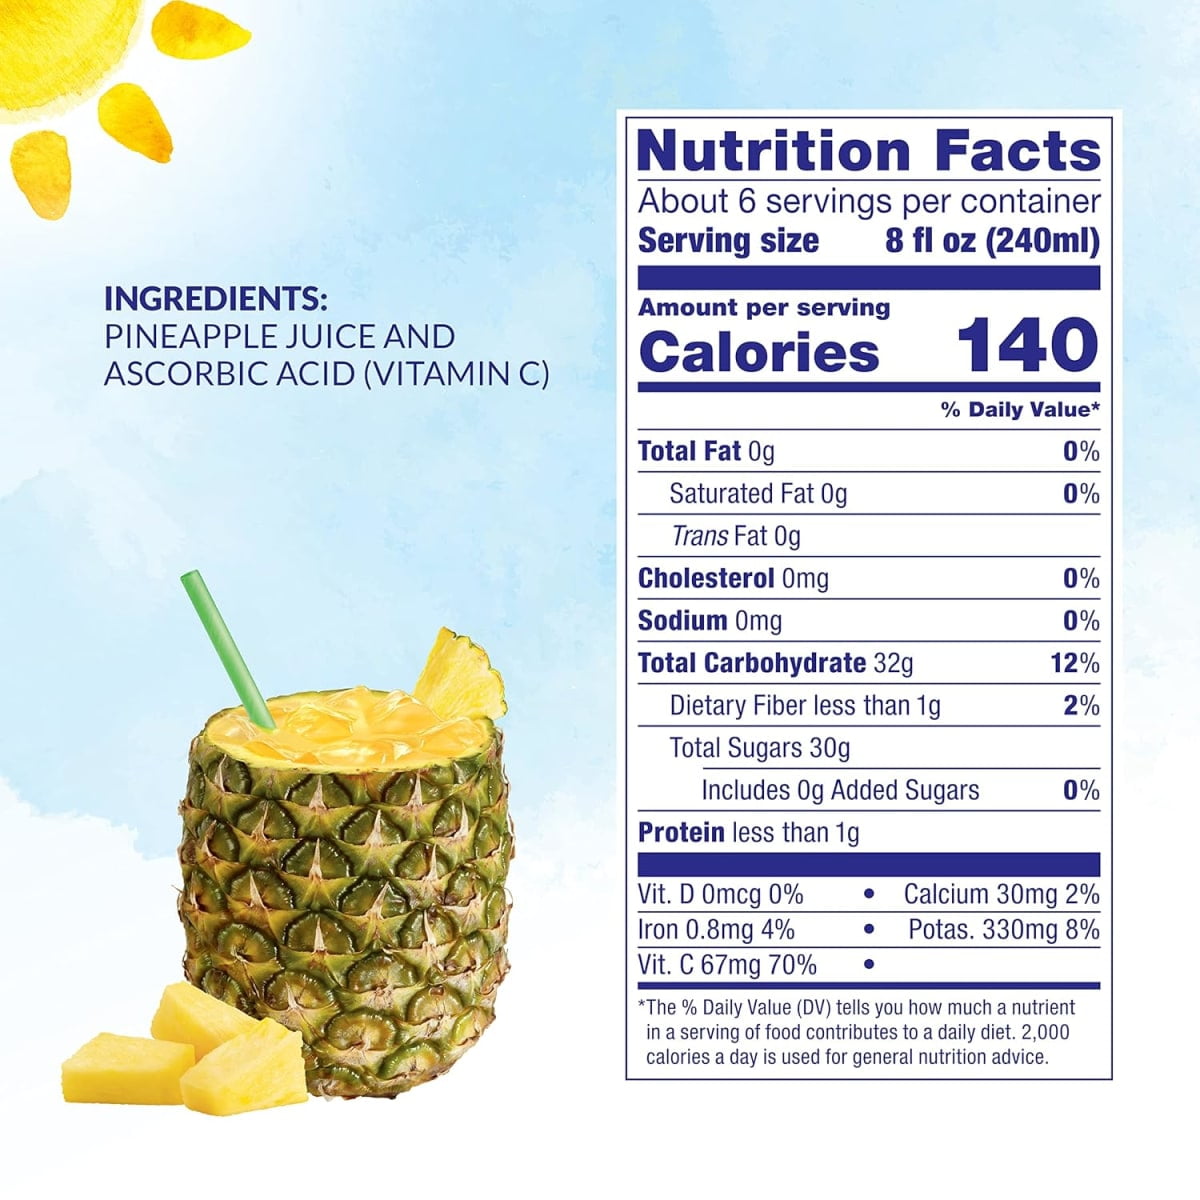 INGREDIENTS:
PINEAPPLE JUICE AND
ASCORBIC ACID (VITAMIN C)
Nutrition Facts
About 6 servings per container
Serving size 8 fl oz (240ml)
Amount per serving
Calories 140
% Daily Value*
Total Fat 0g 0%
Saturated Fat 0g 0%
Trans Fat 0g
Cholesterol 0mg 0%
Sodium 0mg 0%
Total Carbohydrate 32g 12%
Dietary Fiber less than 1g 2%
Total Sugars 30g
Includes 0g Added Sugars 0%
Protein less than 1g
Vit. D 0mcg 0% • Calcium 30mg 2%
Iron 0.8mg 4% • Potas. 330mg 8%
Vit. C 67mg 70% •
*The % Daily Value (DV) tells you how much a nutrient
in a serving of food contributes to a daily diet. 2,000
calories a day is used for general nutrition advice.